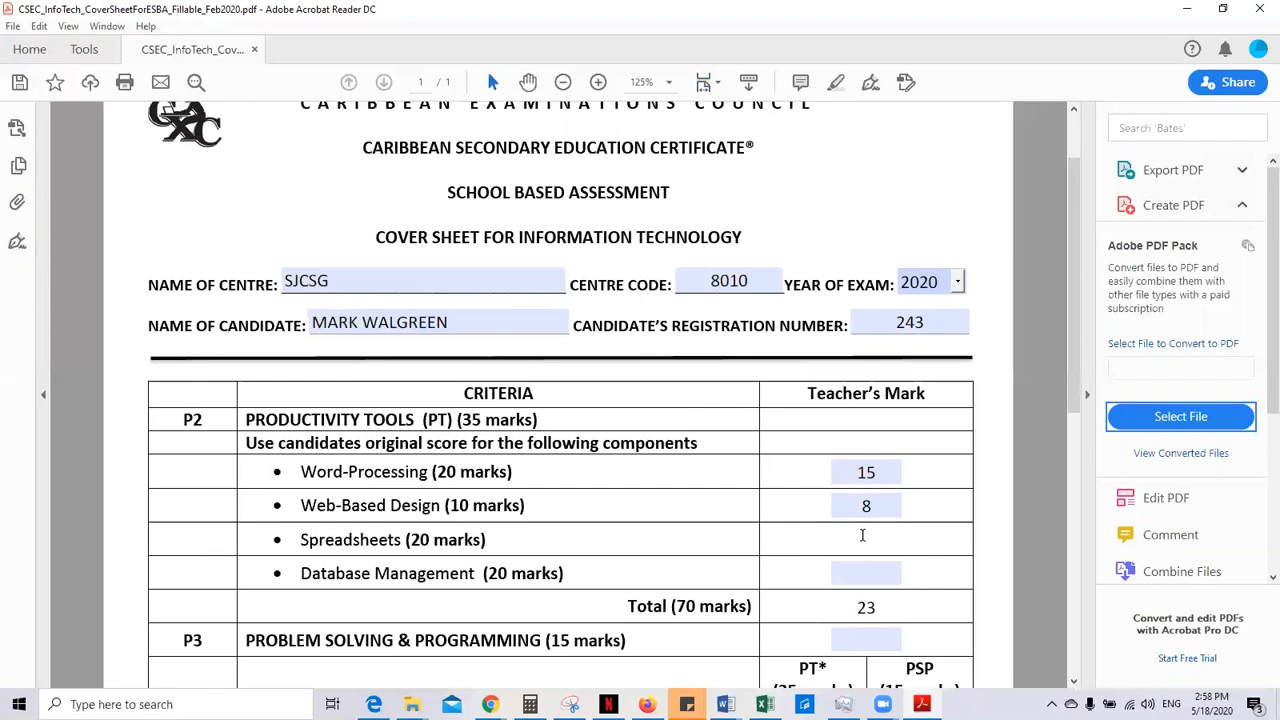 CSEC_InfoTech_CoverSheetForESBA_Fillable_Feb2020.pdf - Adobe Acrobat Reader DC
File Edit View Window Help
Home Tools CSEC_InfoTech_Cov... ×
1 / 1 125% Share
CXC
CARIBBEAN EXAMINATIONS COUNCIL
CARIBBEAN SECONDARY EDUCATION CERTIFICATE®
SCHOOL BASED ASSESSMENT
COVER SHEET FOR INFORMATION TECHNOLOGY
NAME OF CENTRE: SJCSG CENTRE CODE: 8010 YEAR OF EXAM: 2020
NAME OF CANDIDATE: MARK WALGREEN CANDIDATE'S REGISTRATION NUMBER: 243
CRITERIA Teacher's Mark
P2 PRODUCTIVITY TOOLS (PT) (35 marks)
Use candidates original score for the following components
• Word-Processing (20 marks) 15
• Web-Based Design (10 marks) 8
• Spreadsheets (20 marks)
• Database Management (20 marks)
Total (70 marks) 23
P3 PROBLEM SOLVING & PROGRAMMING (15 marks)
PT* PSP
(35 marks) (15 marks)
Search 'Bates'
Export PDF
Create PDF
Adobe PDF Pack
Convert files to PDF and
easily combine them with
other file types with a paid
subscription
Select File to Convert to PDF
Select File
View Converted Files
Edit PDF
Comment
Combine Files
Convert and edit PDFs
with Acrobat Pro DC
Start Free Trial
Type here to search
ENG
2:58 PM
5/18/2020
3